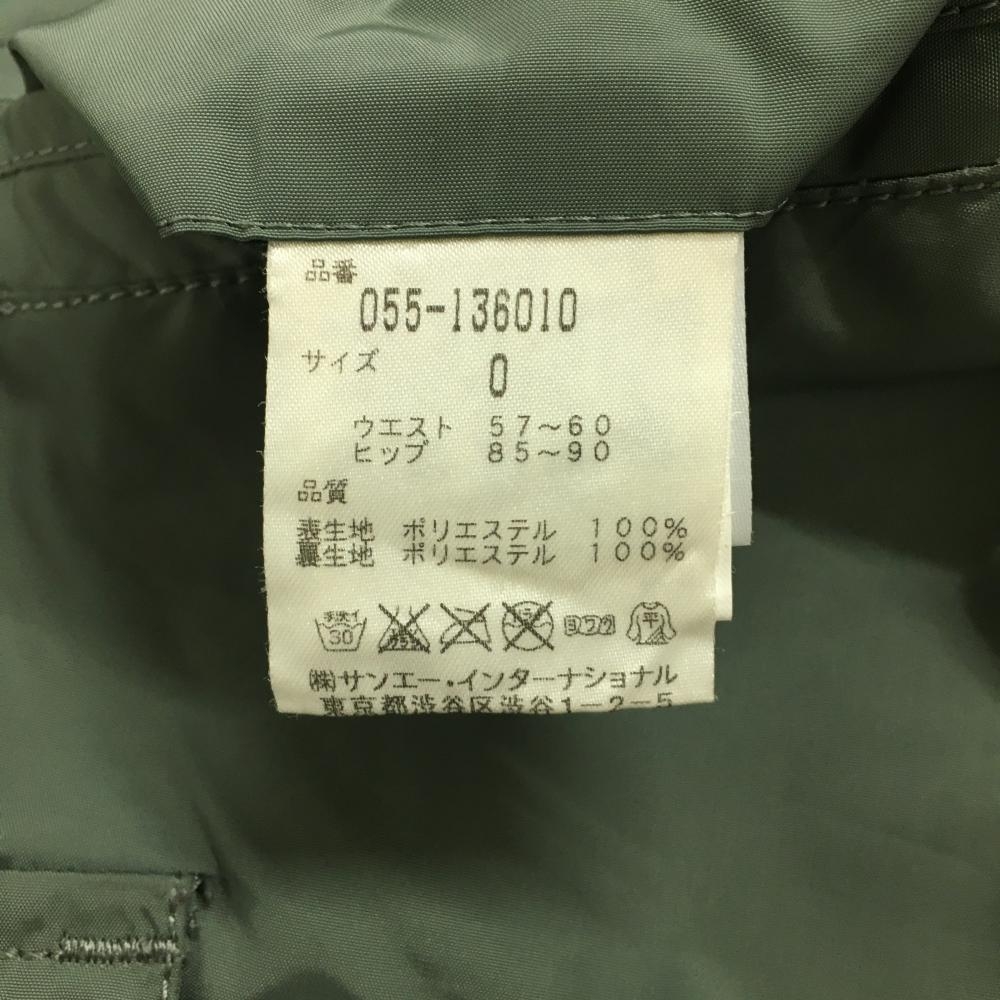 品番
055-136010
サイズ 0
ウエスト 57～60
ヒップ 85～90
品質
表生地 ポリエステル 100%
裏生地 ポリエステル 100%
手洗イ 30
平
(株)サンエー・インターナショナル
東京都渋谷区渋谷1-2-5